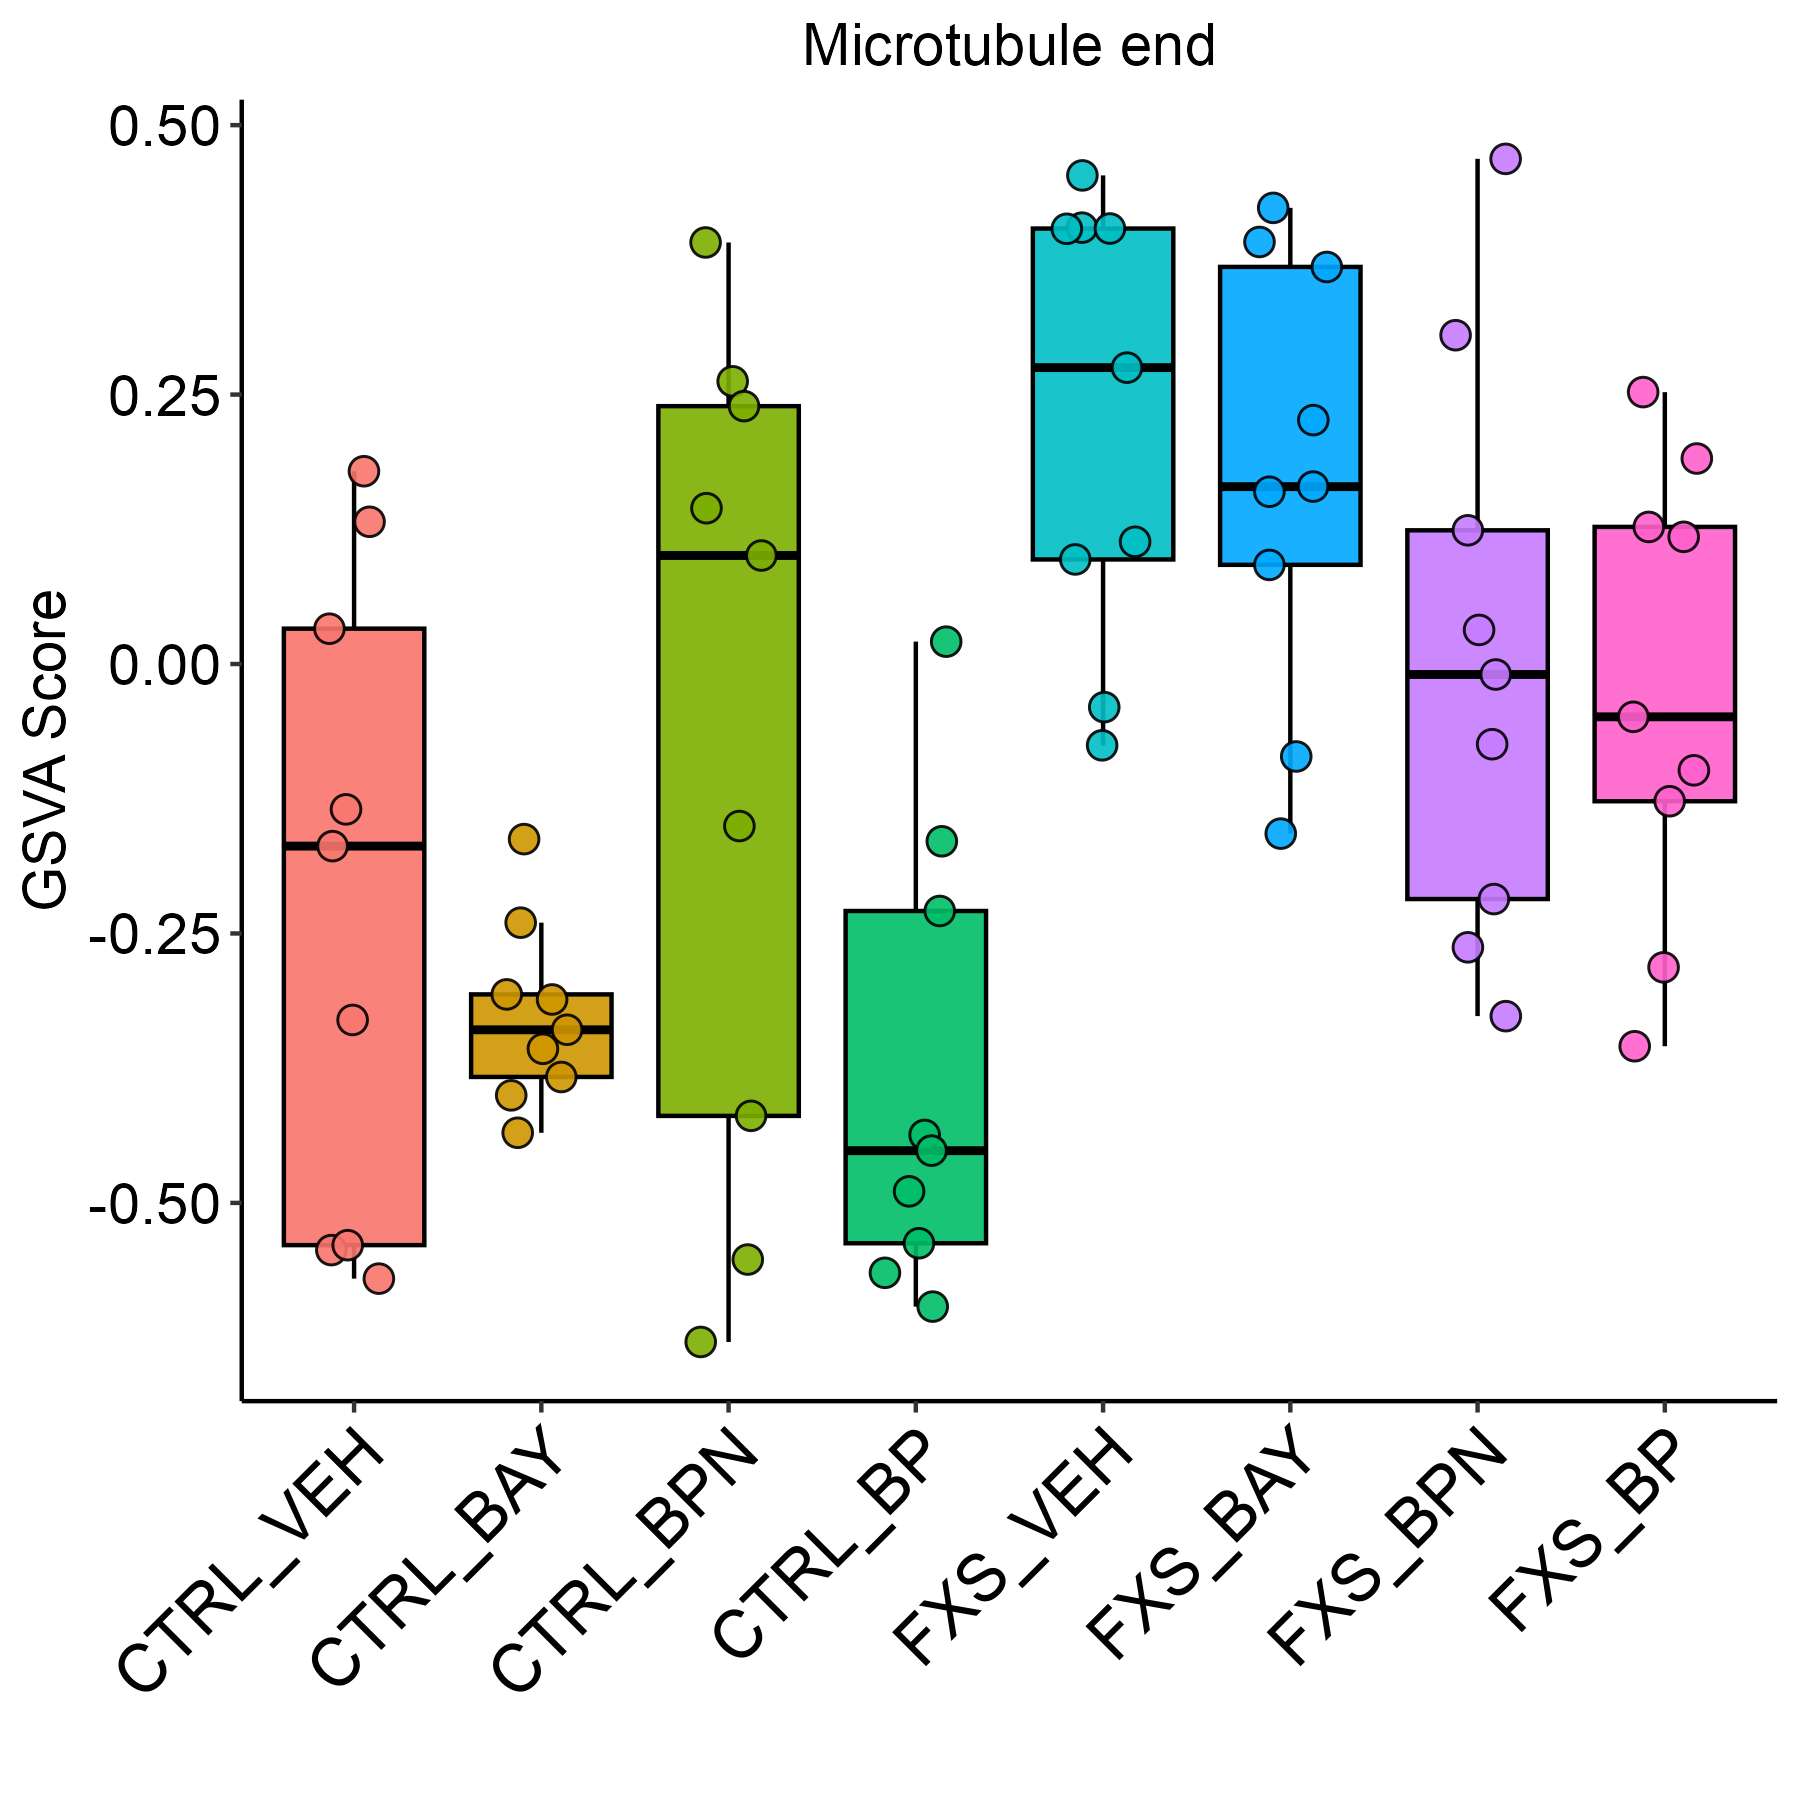 Microtubule end
GSVA Score
0.50
0.25
0.00
-0.25
-0.50
CTRL_VEH
CTRL_BAY
CTRL_BPN
CTRL_BP
FXS_VEH
FXS_BAY
FXS_BPN
FXS_BP